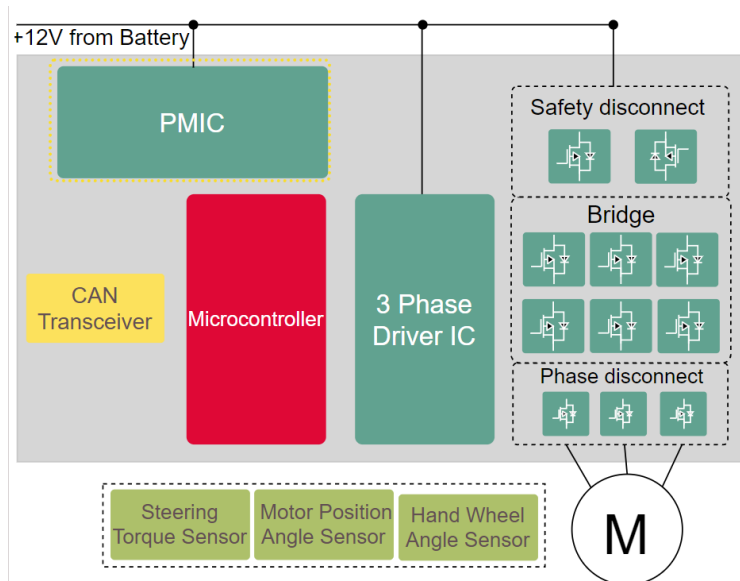 +12V from Battery
PMIC
Safety disconnect
Bridge
CAN
Transceiver
Microcontroller
3 Phase
Driver IC
Phase disconnect
Steering
Torque Sensor
Motor Position
Angle Sensor
Hand Wheel
Angle Sensor
M